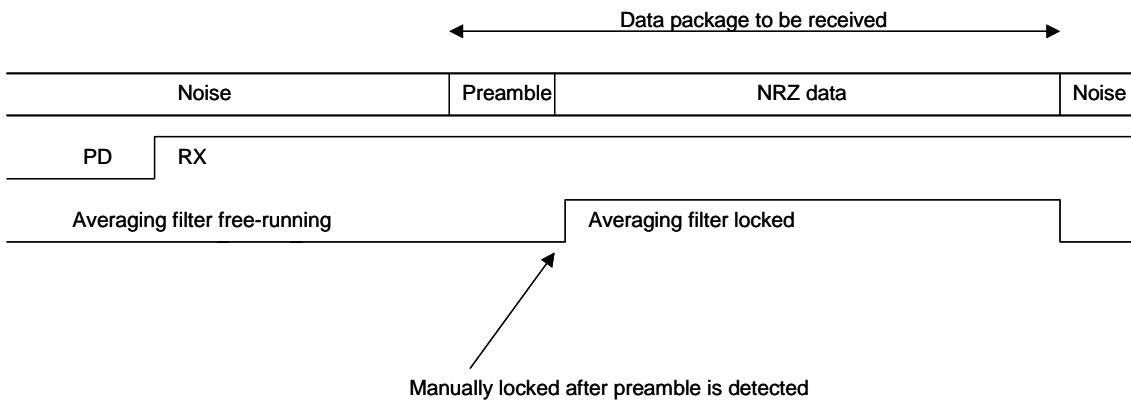 Data package to be received
Noise
Preamble
NRZ data
Noise
PD
RX
Averaging filter free-running
Averaging filter locked
Manually locked after preamble is detected